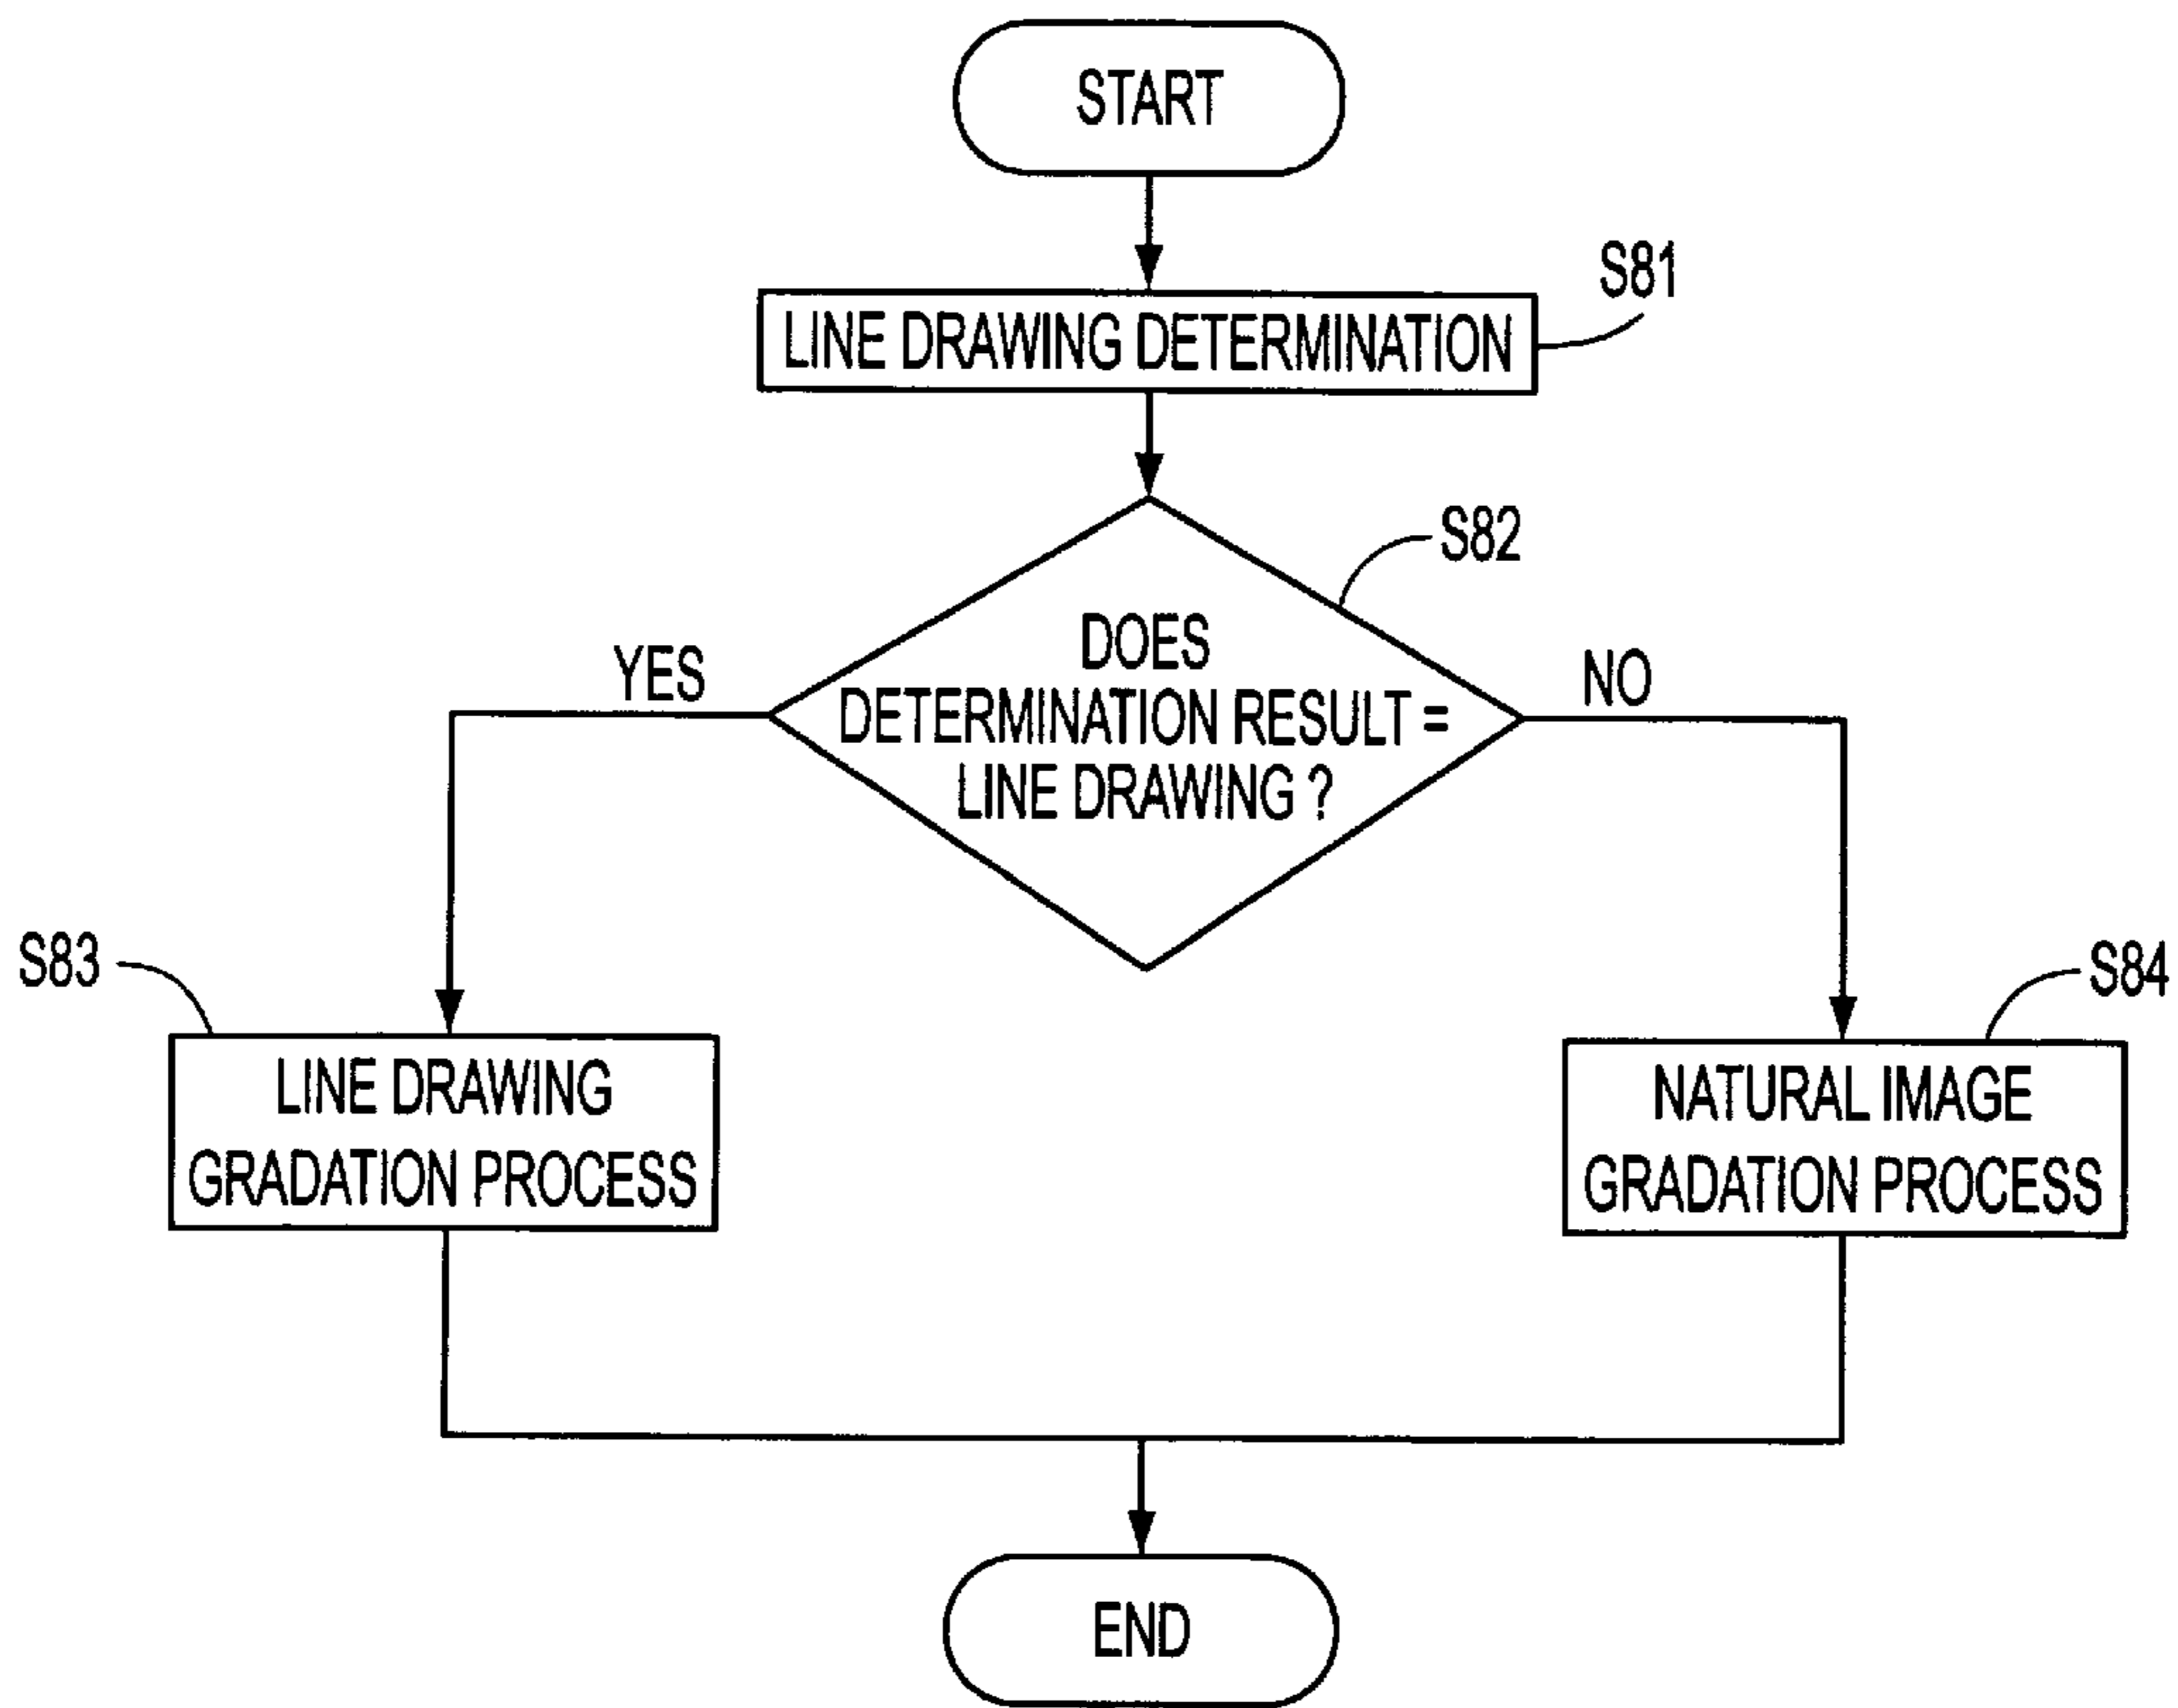 START
S81
LINE DRAWING DETERMINATION
S82
DOES
DETERMINATION RESULT =
LINE DRAWING ?
YES
NO
S83
LINE DRAWING
GRADATION PROCESS
S84
NATURAL IMAGE
GRADATION PROCESS
END